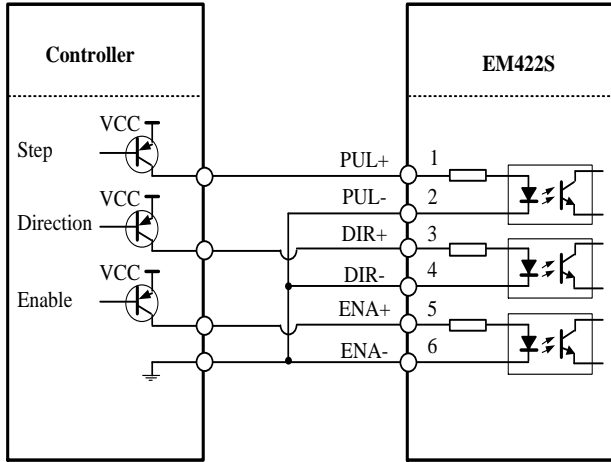 Controller
EM422S
VCC
Step
PUL+ 1
PUL- 2
VCC
Direction
DIR+ 3
DIR- 4
VCC
Enable
ENA+ 5
ENA- 6